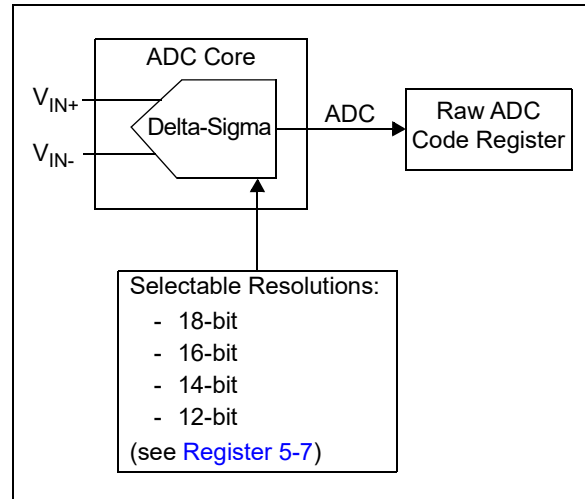 ADC Core
VIN+
VIN-
Delta-Sigma
ADC
Raw ADC
Code Register
Selectable Resolutions:
- 18-bit
- 16-bit
- 14-bit
- 12-bit
(see Register 5-7)